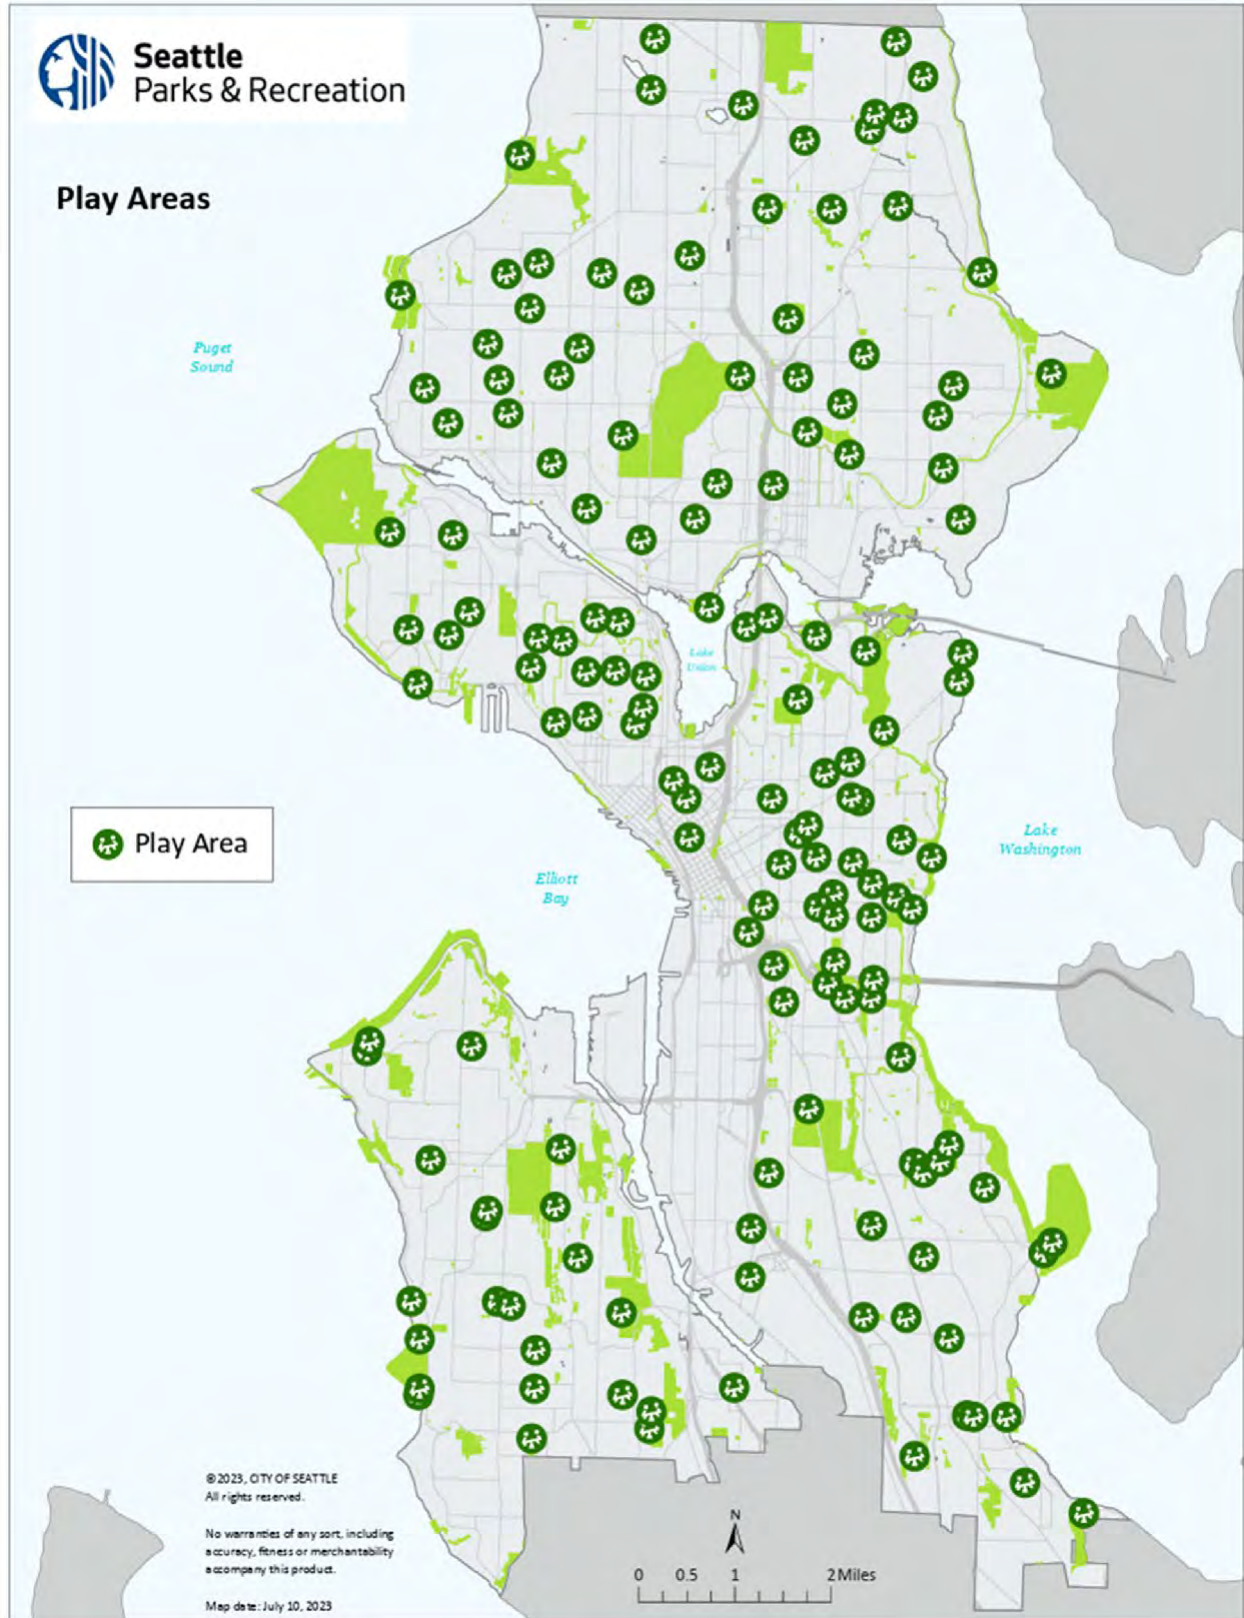 Seattle
Parks & Recreation
Play Areas
Puget
Sound
Lake
Union
Play Area
Lake
Washington
Elliott
Bay
©2023, CITY OF SEATTLE
All rights reserved.
No warranties of any sort, including
accuracy, fitness or merchantability
accompany this product.
Map date: July 10, 2023
N
0 0.5 1 2 Miles